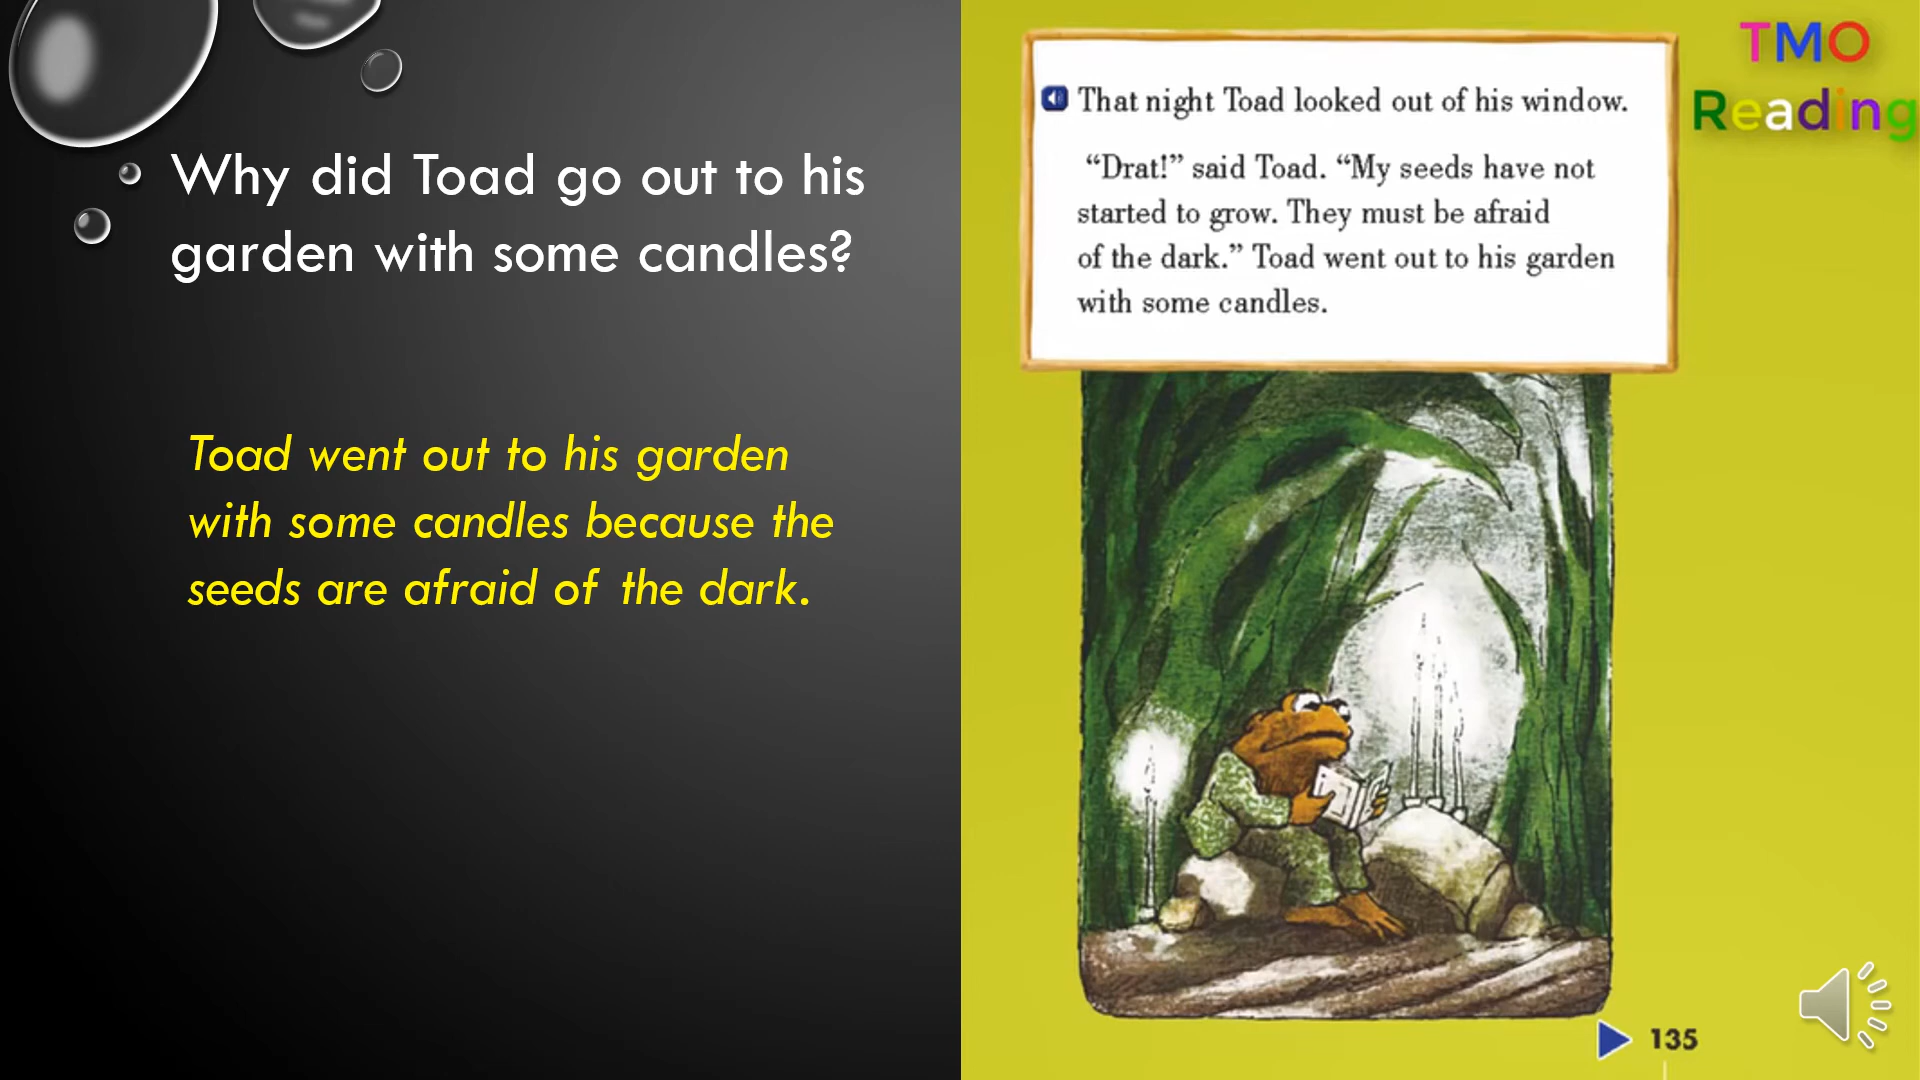 Why did Toad go out to his
garden with some candles?
Toad went out to his garden
with some candles because the
seeds are afraid of the dark.
TMO
Reading
That night Toad looked out of his window.
“Drat!” said Toad. “My seeds have not
started to grow. They must be afraid
of the dark.” Toad went out to his garden
with some candles.
135